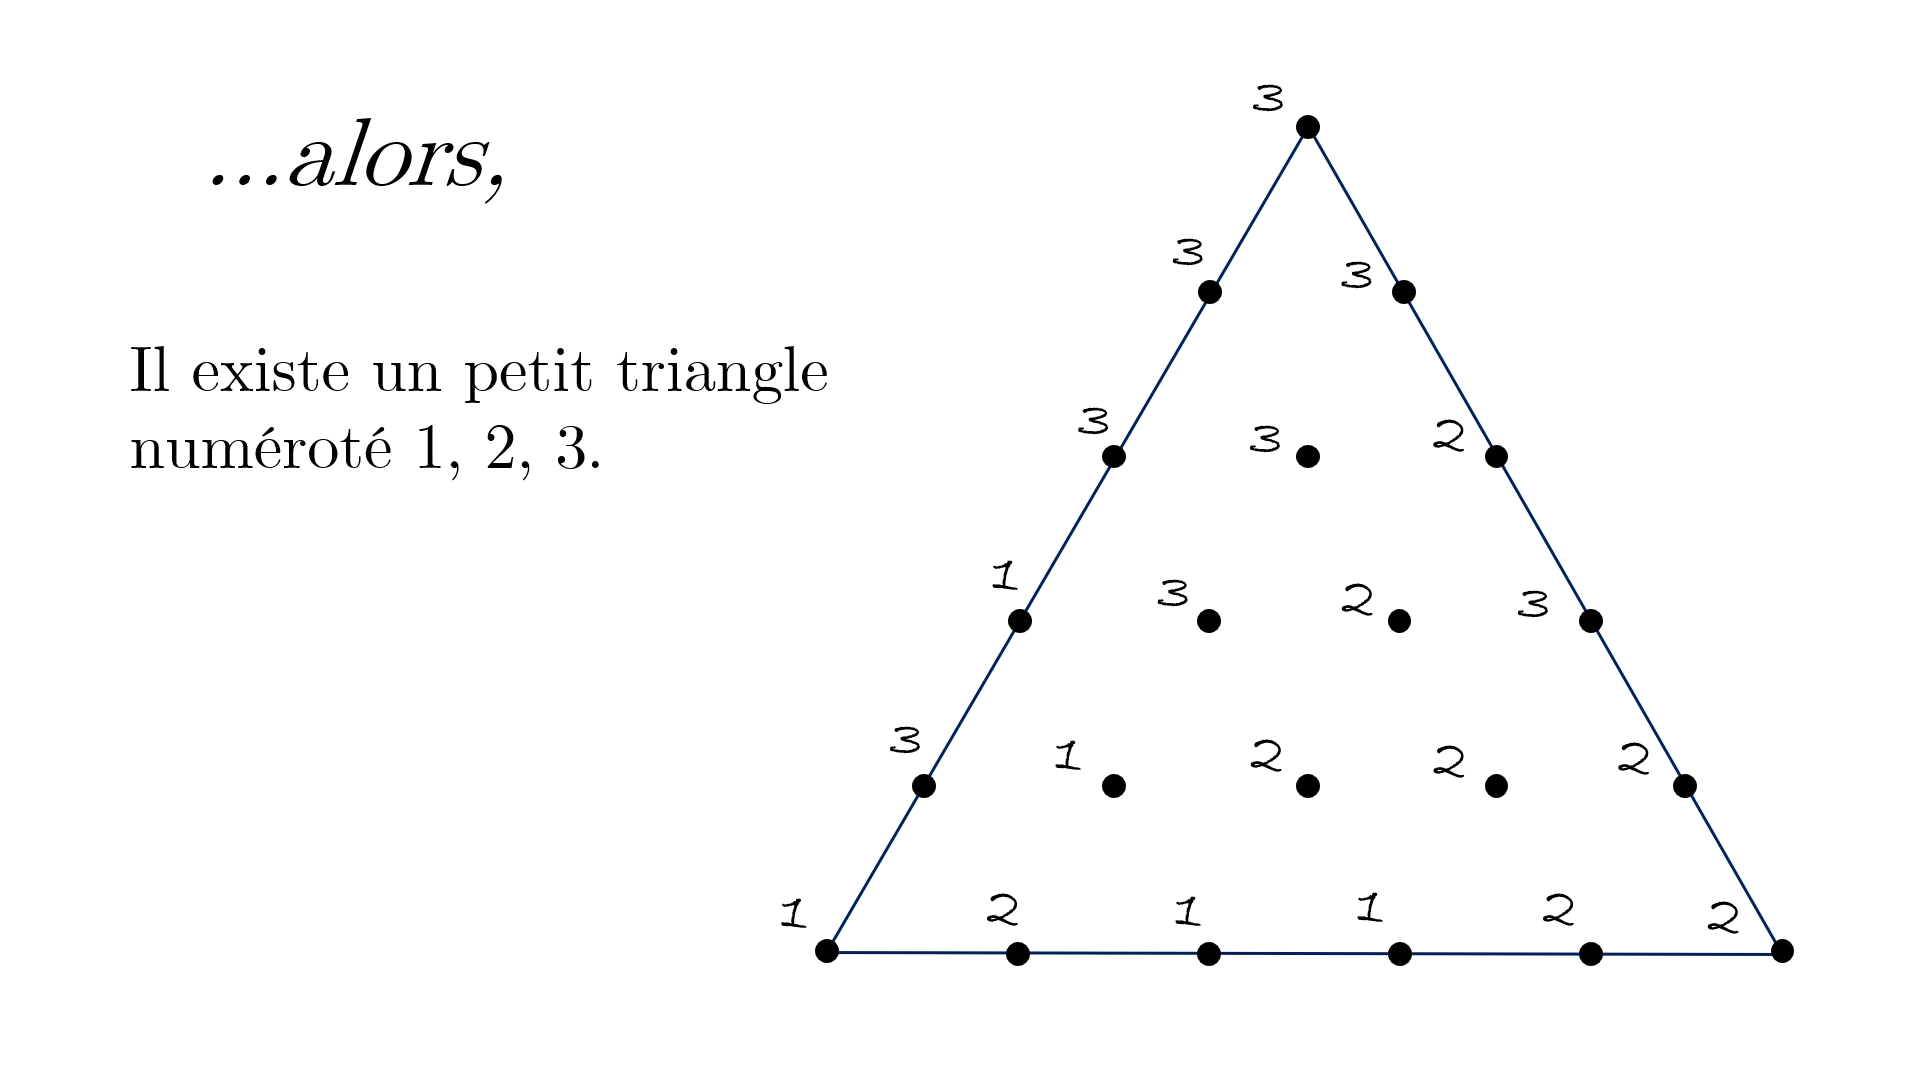 ...alors,
Il existe un petit triangle
numéroté 1, 2, 3.
3
3 3
3 3 2
1 3 2 3
3 1 2 2 2
1 2 1 1 2 2